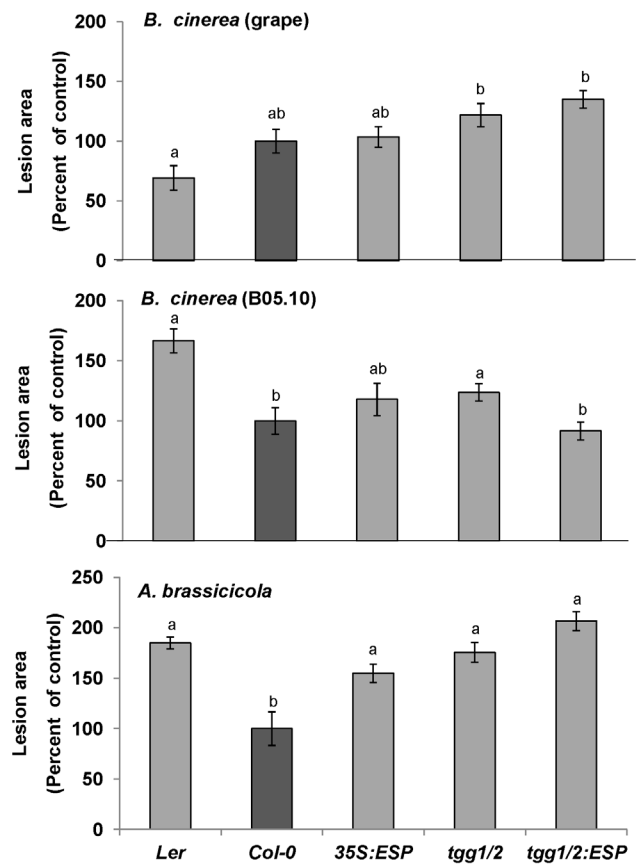 B. cinerea (grape)
Lesion area
(Percent of control)
200
150
100
50
0
a
ab
ab
b
b
B. cinerea (B05.10)
Lesion area
(Percent of control)
200
150
100
50
0
a
b
ab
a
b
A. brassicicola
Lesion area
(Percent of control)
250
200
150
100
50
0
a
b
a
a
a
Ler Col-0 35S:ESP tgg1/2 tgg1/2:ESP